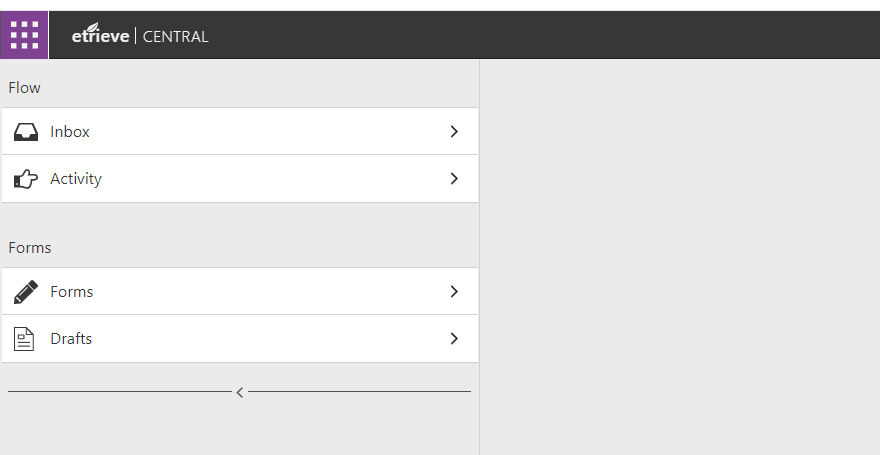 etrieve CENTRAL
Flow
Inbox
Activity
Forms
Forms
Drafts